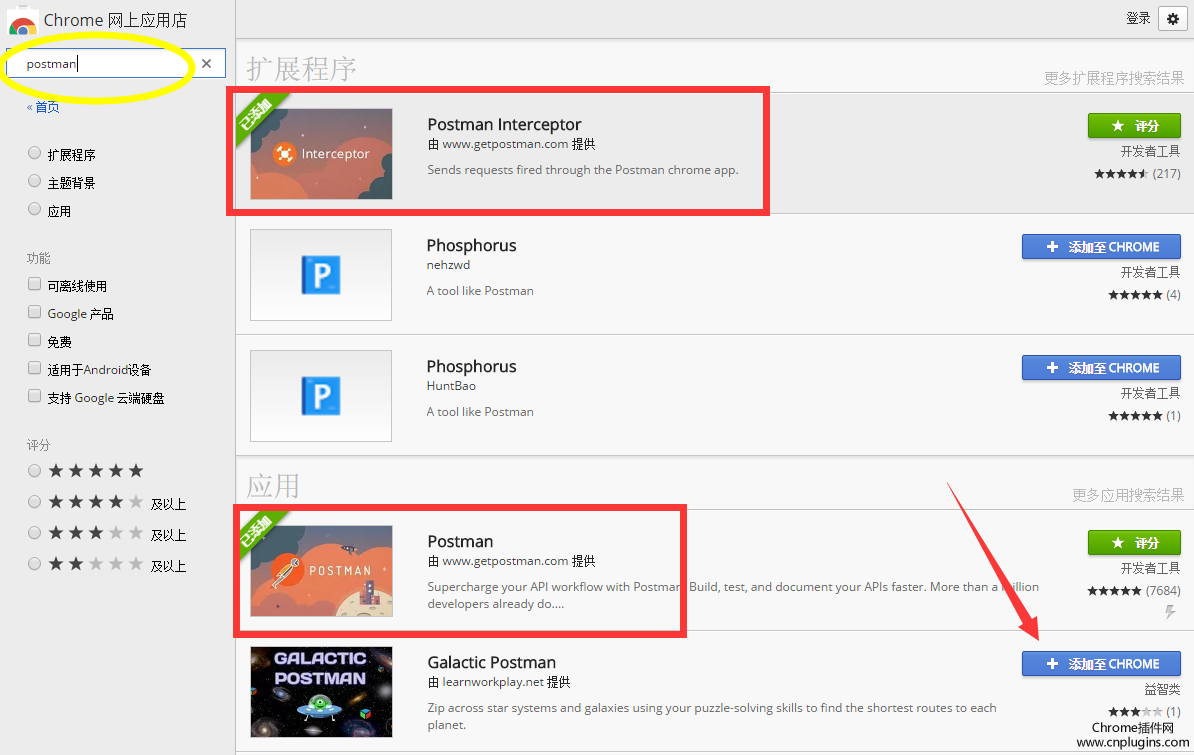 Chrome 网上应用店
登录
postman
« 首页
扩展程序
主题背景
应用
功能
可离线使用
Google 产品
免费
适用于Android设备
支持 Google 云端硬盘
评分
及以上
及以上
及以上
扩展程序
更多扩展程序搜索结果
已添加
Interceptor
Postman Interceptor
由 www.getpostman.com 提供
Sends requests fired through the Postman chrome app.
★ 评分
开发者工具
(217)
P
Phosphorus
nehzwd
A tool like Postman
+ 添加至 CHROME
开发者工具
(4)
P
Phosphorus
HuntBao
A tool like Postman
+ 添加至 CHROME
开发者工具
(1)
应用
更多应用搜索结果
已添加
POSTMAN
Postman
由 www.getpostman.com 提供
Supercharge your API workflow with Postman! Build, test, and document your APIs faster. More than a million
developers already do....
★ 评分
开发者工具
(7684)
GALACTIC
POSTMAN
Galactic Postman
由 learnworkplay.net 提供
Zip across star systems and galaxies using your puzzle-solving skills to find the shortest routes to each
planet.
+ 添加至 CHROME
益智类
(1)
Chrome插件网
www.cnplugins.com